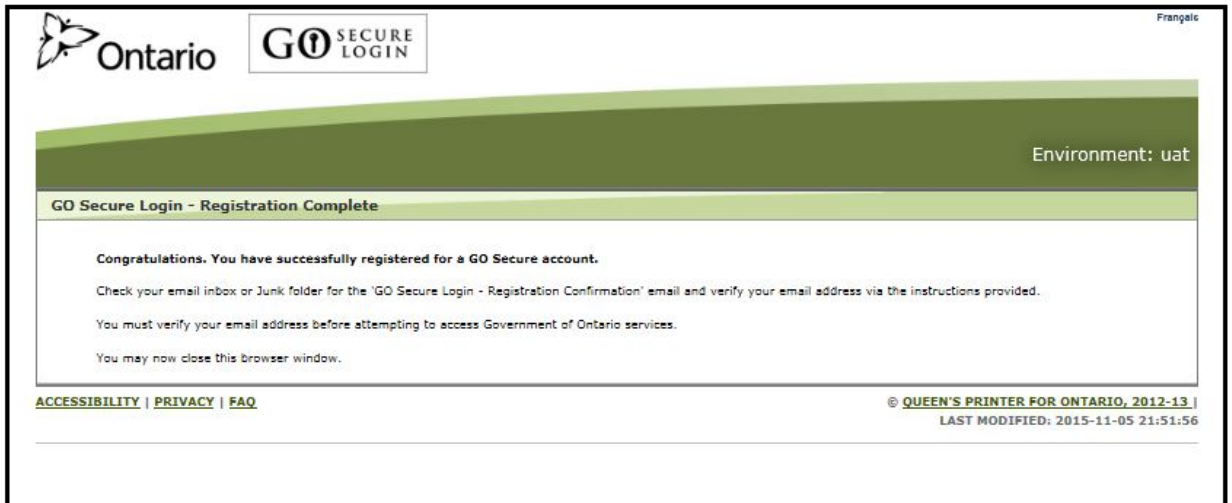 Français
Ontario
GO SECURE LOGIN
Environment: uat
GO Secure Login - Registration Complete
Congratulations. You have successfully registered for a GO Secure account.
Check your email inbox or Junk folder for the 'GO Secure Login - Registration Confirmation' email and verify your email address via the instructions provided.
You must verify your email address before attempting to access Government of Ontario services.
You may now close this browser window.
ACCESSIBILITY | PRIVACY | FAQ
© QUEEN'S PRINTER FOR ONTARIO, 2012-13 |
LAST MODIFIED: 2015-11-05 21:51:56